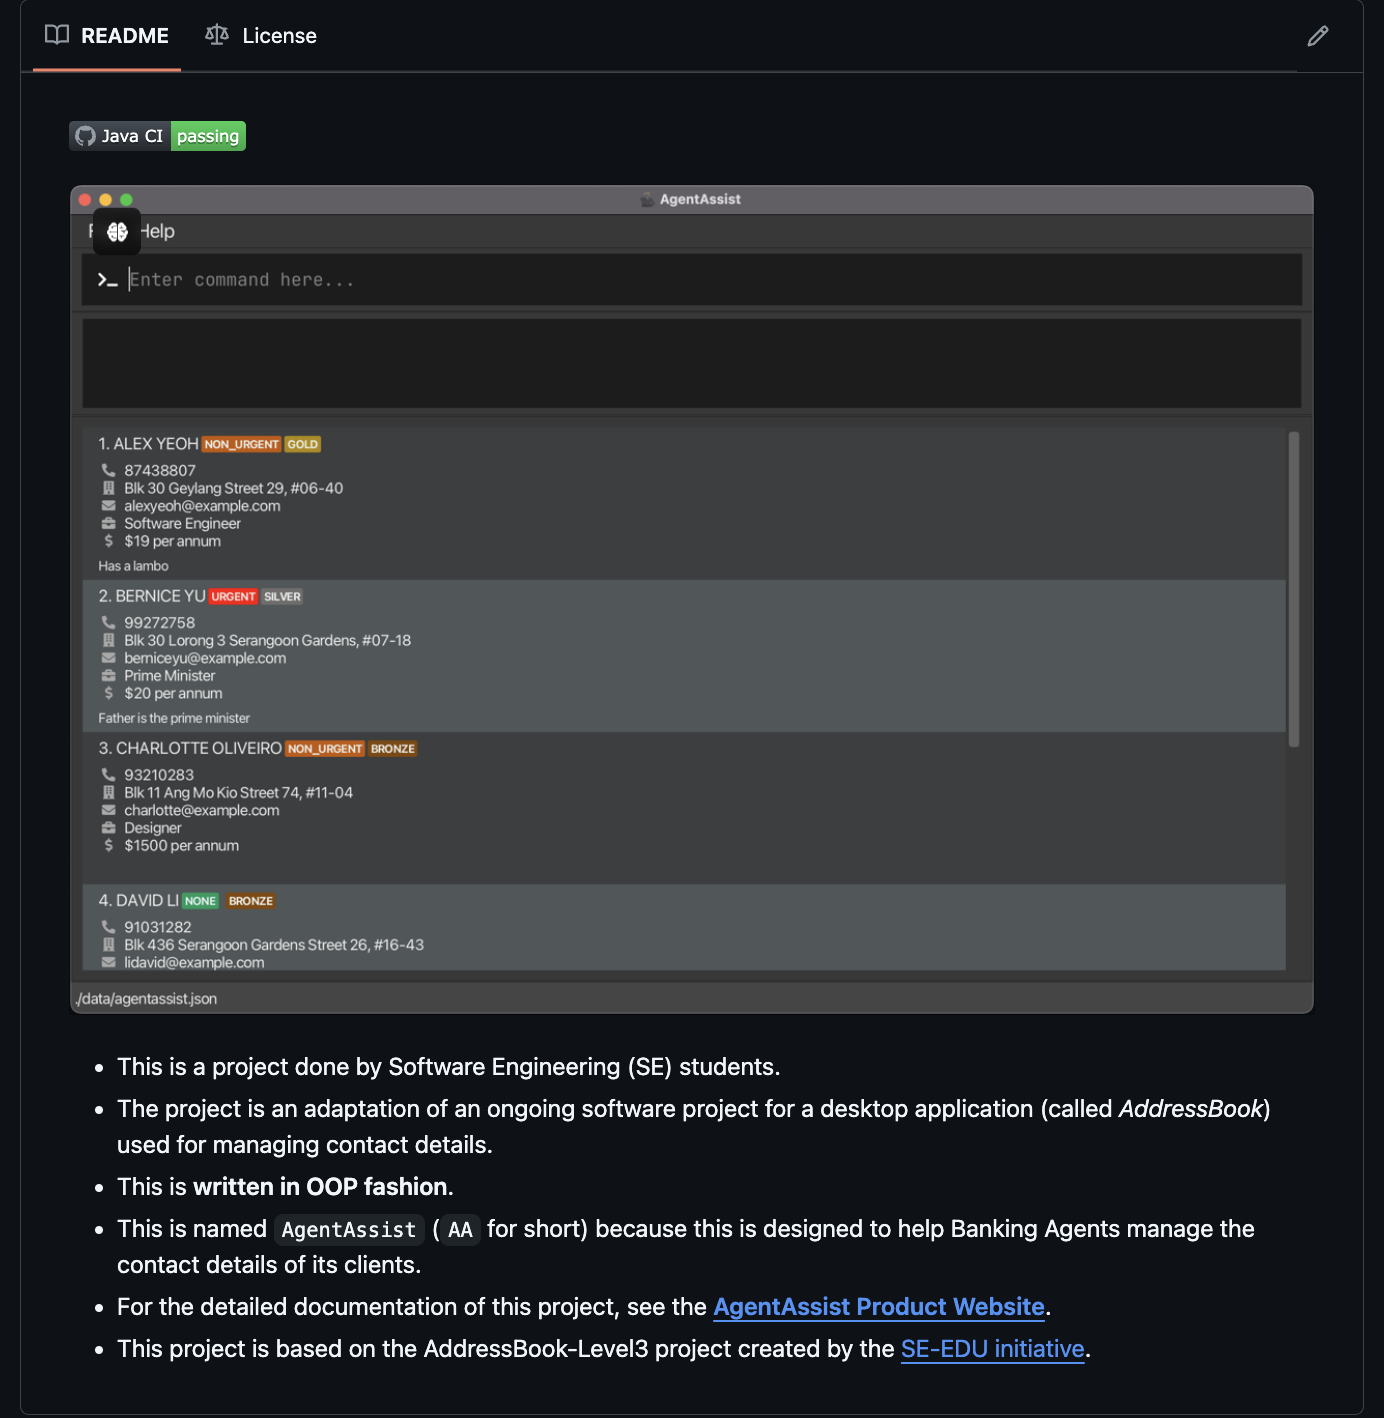 README License
Java CI passing
AgentAssist
Help
Enter command here...
1. ALEX YEOH NON_URGENT GOLD
87438807
Blk 30 Geylang Street 29, #06-40
alexyeoh@example.com
Software Engineer
$ $19 per annum
Has a lambo
2. BERNICE YU URGENT SILVER
99272758
Blk 30 Lorong 3 Serangoon Gardens, #07-18
berniceyu@example.com
Prime Minister
$ $20 per annum
Father is the prime minister
3. CHARLOTTE OLIVEIRO NON_URGENT BRONZE
93210283
Blk 11 Ang Mo Kio Street 74, #11-04
charlotte@example.com
Designer
$ $1500 per annum
4. DAVID LI NONE BRONZE
91031282
Blk 436 Serangoon Gardens Street 26, #16-43
lidavid@example.com
./data/agentassist.json
• This is a project done by Software Engineering (SE) students.
• The project is an adaptation of an ongoing software project for a desktop application (called AddressBook)
used for managing contact details.
• This is written in OOP fashion.
• This is named AgentAssist (AA for short) because this is designed to help Banking Agents manage the
contact details of its clients.
• For the detailed documentation of this project, see the AgentAssist Product Website.
• This project is based on the AddressBook-Level3 project created by the SE-EDU initiative.